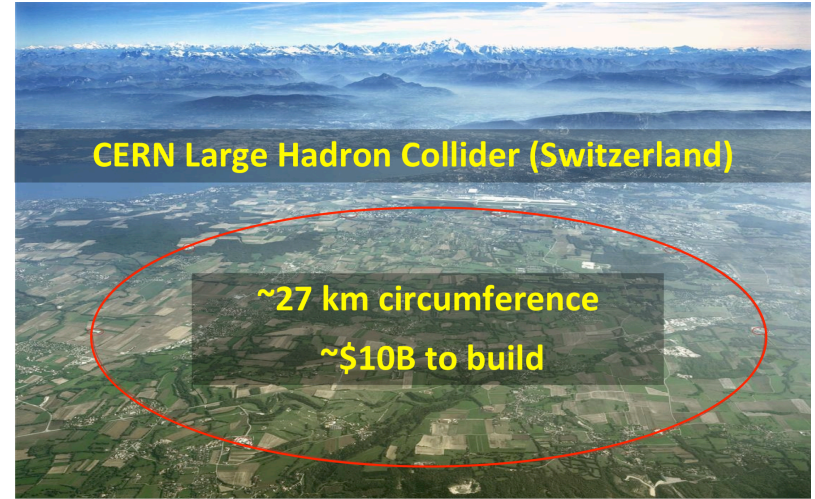 CERN Large Hadron Collider (Switzerland)
~27 km circumference
~$10B to build